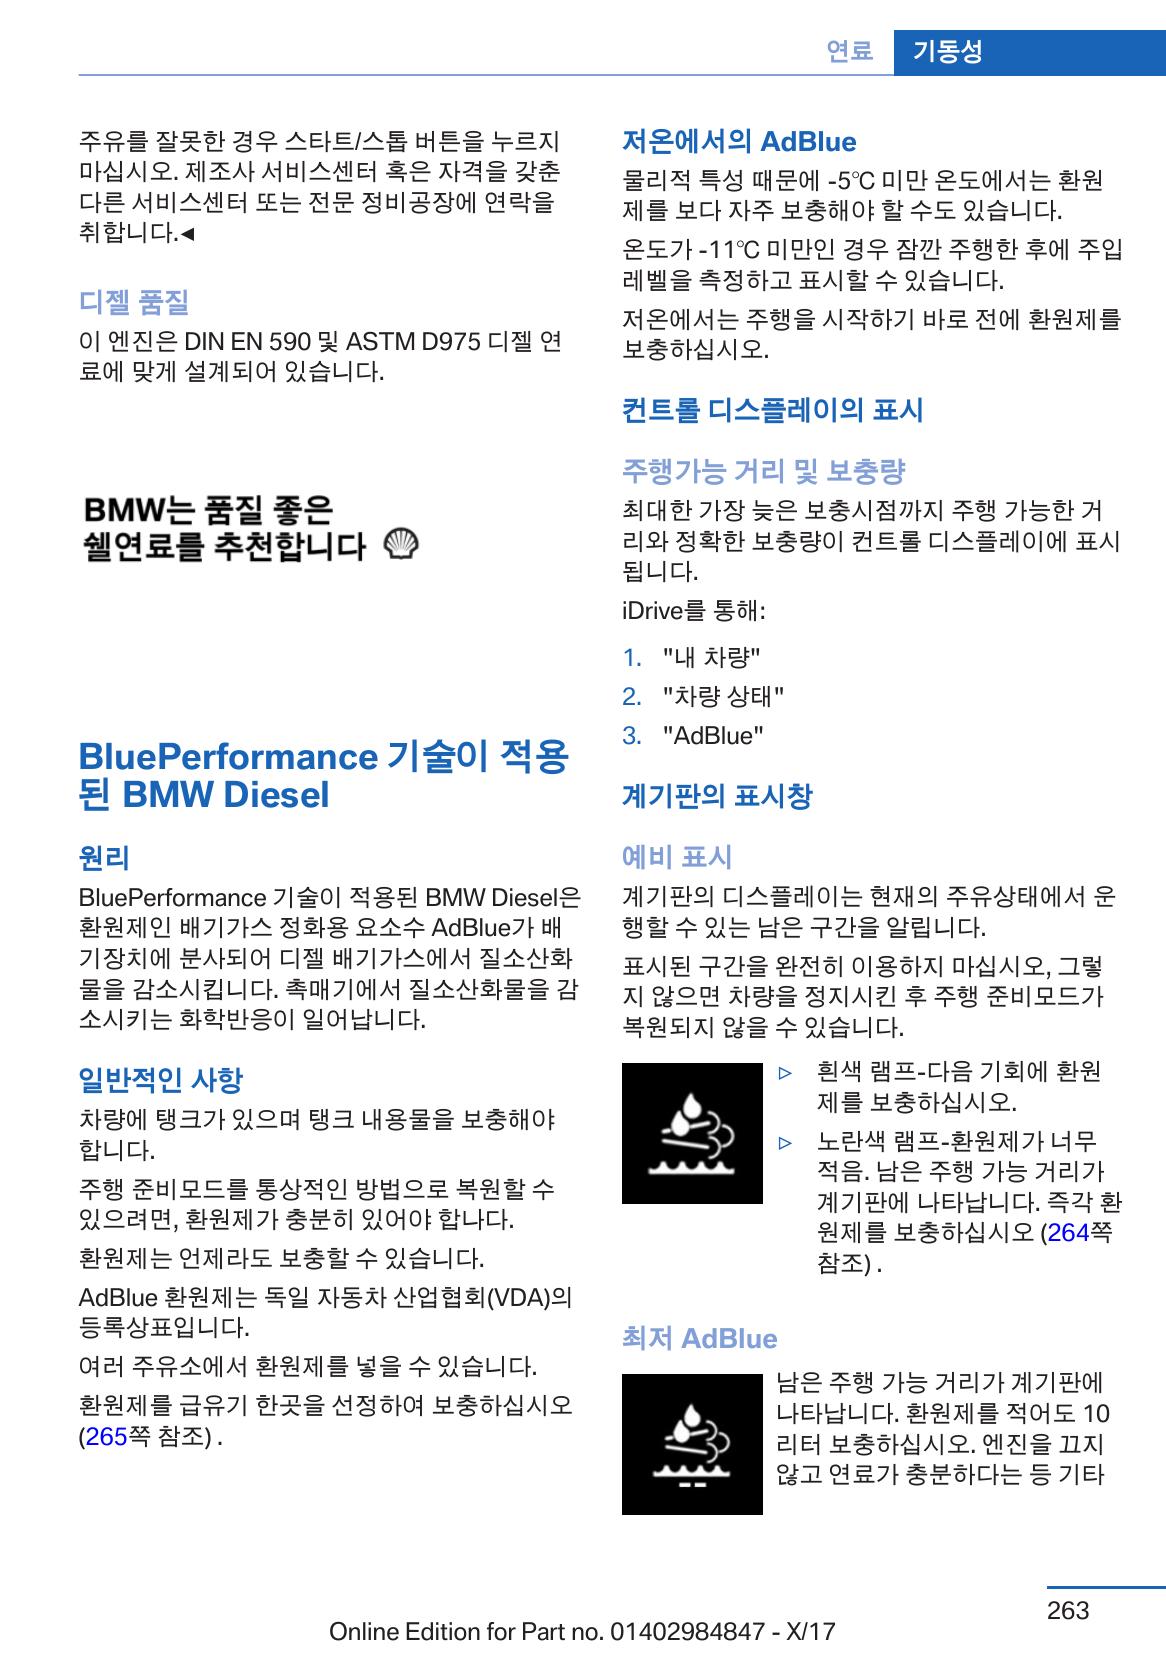 연료 기동성
주유를 잘못한 경우 스타트/스톱 버튼을 누르지
마십시오. 제조사 서비스센터 혹은 자격을 갖춘
다른 서비스센터 또는 전문 정비공장에 연락을
취합니다.◄
디젤 품질
이 엔진은 DIN EN 590 및 ASTM D975 디젤 연
료에 맞게 설계되어 있습니다.
BMW는 품질 좋은
쉘연료를 추천합니다
BluePerformance 기술이 적용
된 BMW Diesel
원리
BluePerformance 기술이 적용된 BMW Diesel은
환원제인 배기가스 정화용 요소수 AdBlue가 배
기장치에 분사되어 디젤 배기가스에서 질소산화
물을 감소시킵니다. 촉매기에서 질소산화물을 감
소시키는 화학반응이 일어납니다.
일반적인 사항
차량에 탱크가 있으며 탱크 내용물을 보충해야
합니다.
주행 준비모드를 통상적인 방법으로 복원할 수
있으려면, 환원제가 충분히 있어야 합나다.
환원제는 언제라도 보충할 수 있습니다.
AdBlue 환원제는 독일 자동차 산업협회(VDA)의
등록상표입니다.
여러 주유소에서 환원제를 넣을 수 있습니다.
환원제를 급유기 한곳을 선정하여 보충하십시오
(265쪽 참조) .
저온에서의 AdBlue
물리적 특성 때문에 -5℃ 미만 온도에서는 환원
제를 보다 자주 보충해야 할 수도 있습니다.
온도가 -11℃ 미만인 경우 잠깐 주행한 후에 주입
레벨을 측정하고 표시할 수 있습니다.
저온에서는 주행을 시작하기 바로 전에 환원제를
보충하십시오.
컨트롤 디스플레이의 표시
주행가능 거리 및 보충량
최대한 가장 늦은 보충시점까지 주행 가능한 거
리와 정확한 보충량이 컨트롤 디스플레이에 표시
됩니다.
iDrive를 통해:
1. "내 차량"
2. "차량 상태"
3. "AdBlue"
계기판의 표시창
예비 표시
계기판의 디스플레이는 현재의 주유상태에서 운
행할 수 있는 남은 구간을 알립니다.
표시된 구간을 완전히 이용하지 마십시오, 그렇
지 않으면 차량을 정지시킨 후 주행 준비모드가
복원되지 않을 수 있습니다.
▷ 흰색 램프-다음 기회에 환원
제를 보충하십시오.
▷ 노란색 램프-환원제가 너무
적음. 남은 주행 가능 거리가
계기판에 나타납니다. 즉각 환
원제를 보충하십시오 (264쪽
참조) .
최저 AdBlue
남은 주행 가능 거리가 계기판에
나타납니다. 환원제를 적어도 10
리터 보충하십시오. 엔진을 끄지
않고 연료가 충분하다는 등 기타
263
Online Edition for Part no. 01402984847 - X/17